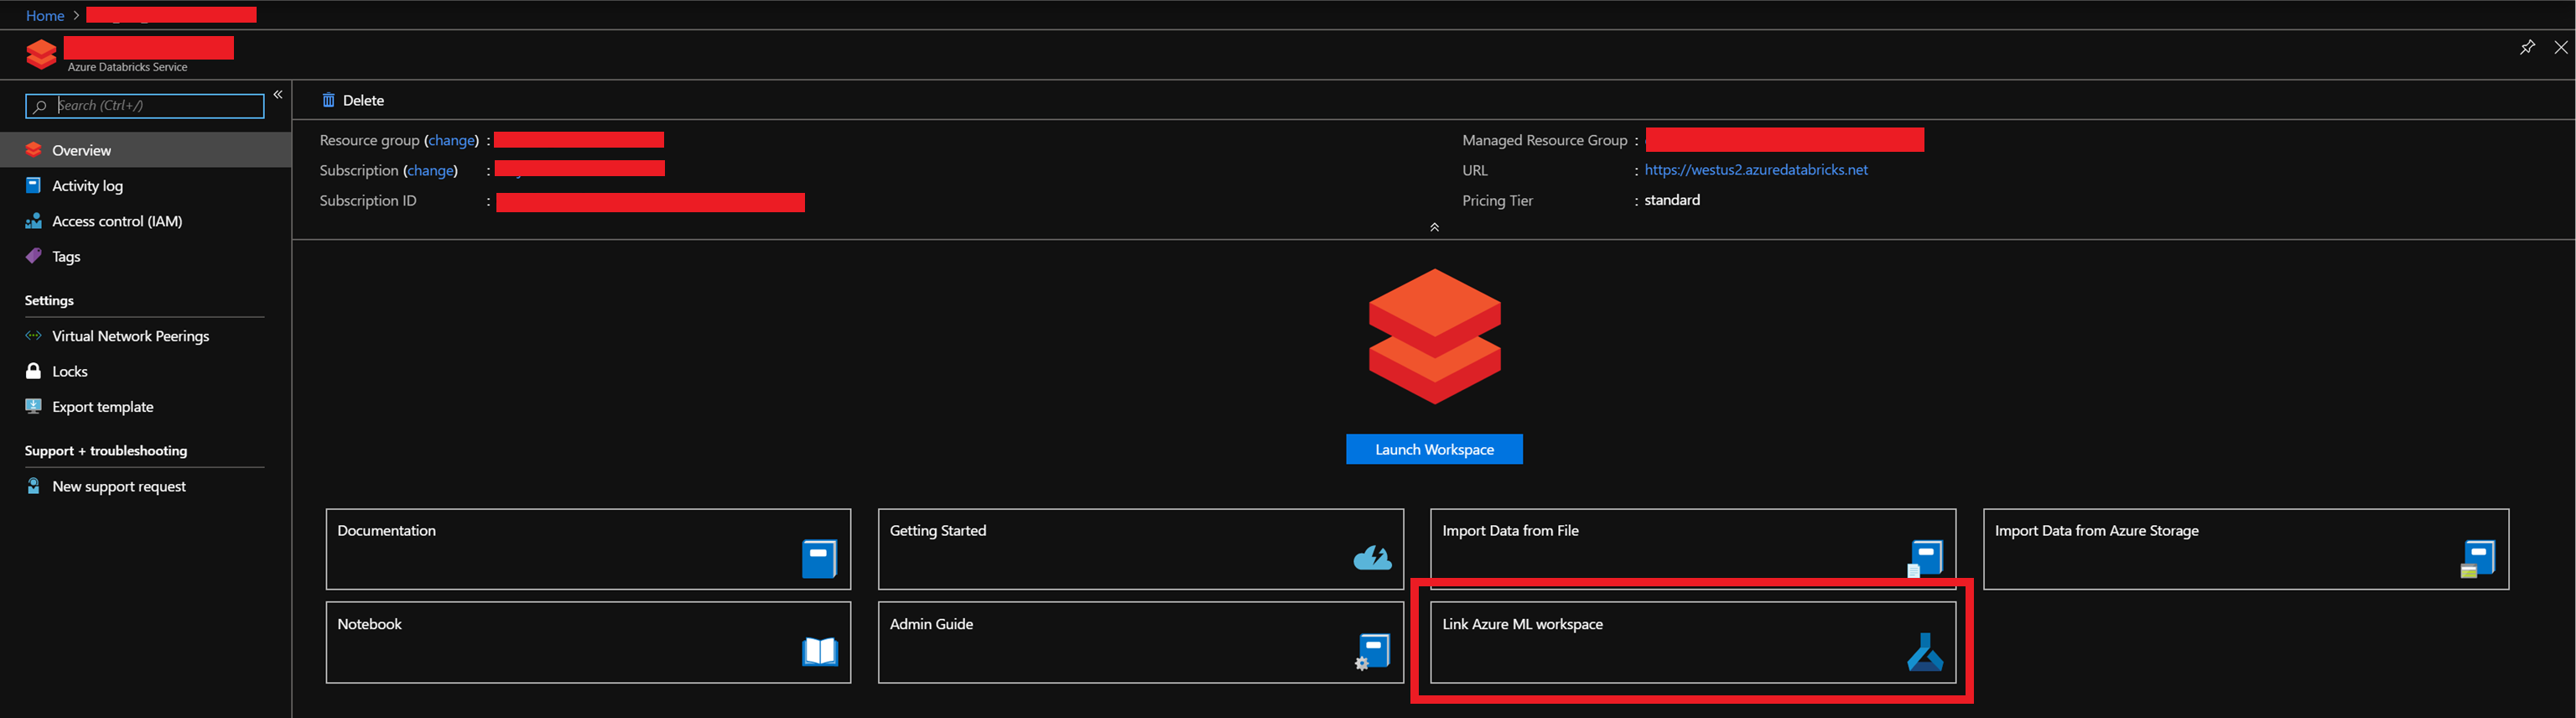 Home >
Azure Databricks Service
Search (Ctrl+/)
«
Overview
Activity log
Access control (IAM)
Tags
Settings
Virtual Network Peerings
Locks
Export template
Support + troubleshooting
New support request
Delete
Resource group (change) :
Subscription (change) :
Subscription ID :
Managed Resource Group :
URL : https://westus2.azuredatabricks.net
Pricing Tier : standard
Launch Workspace
Documentation
Getting Started
Import Data from File
Import Data from Azure Storage
Notebook
Admin Guide
Link Azure ML workspace